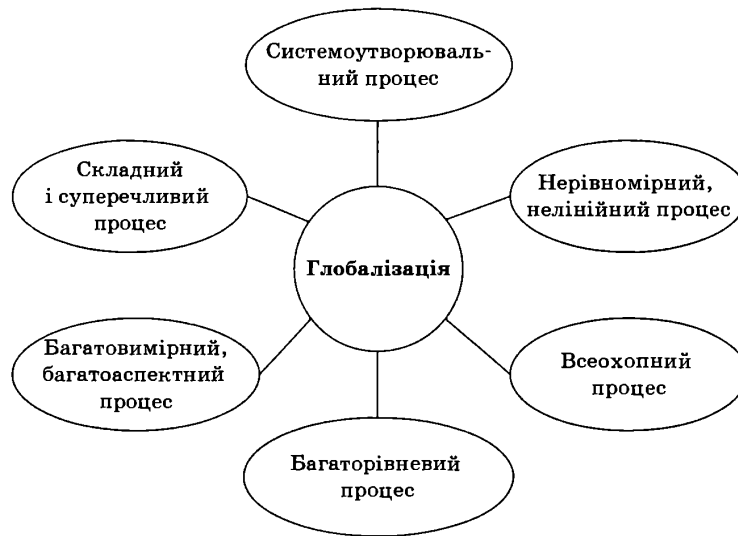 Системоутворюваль-
ний процес
Складний
і суперечливий
процес
Нерівномірний,
нелінійний процес
Глобалізація
Багатовимірний,
багатоаспектний
процес
Всеохопний
процес
Багаторівневий
процес